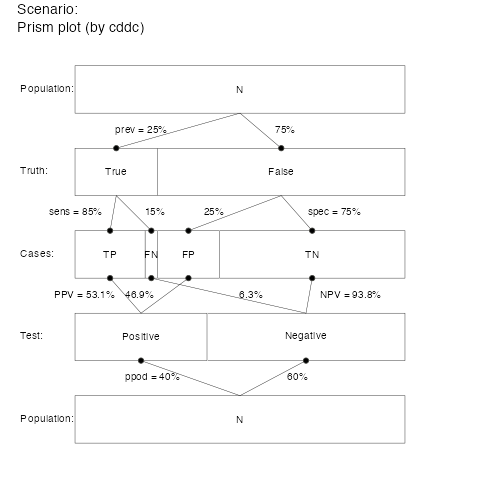 Scenario:
Prism plot (by cddc)
Population:
N
prev = 25%
75%
Truth:
True
False
sens = 85%
15%
25%
spec = 75%
Cases:
TP
FN
FP
TN
PPV = 53.1%
46.9%
6.3%
NPV = 93.8%
Test:
Positive
Negative
ppod = 40%
60%
Population:
N